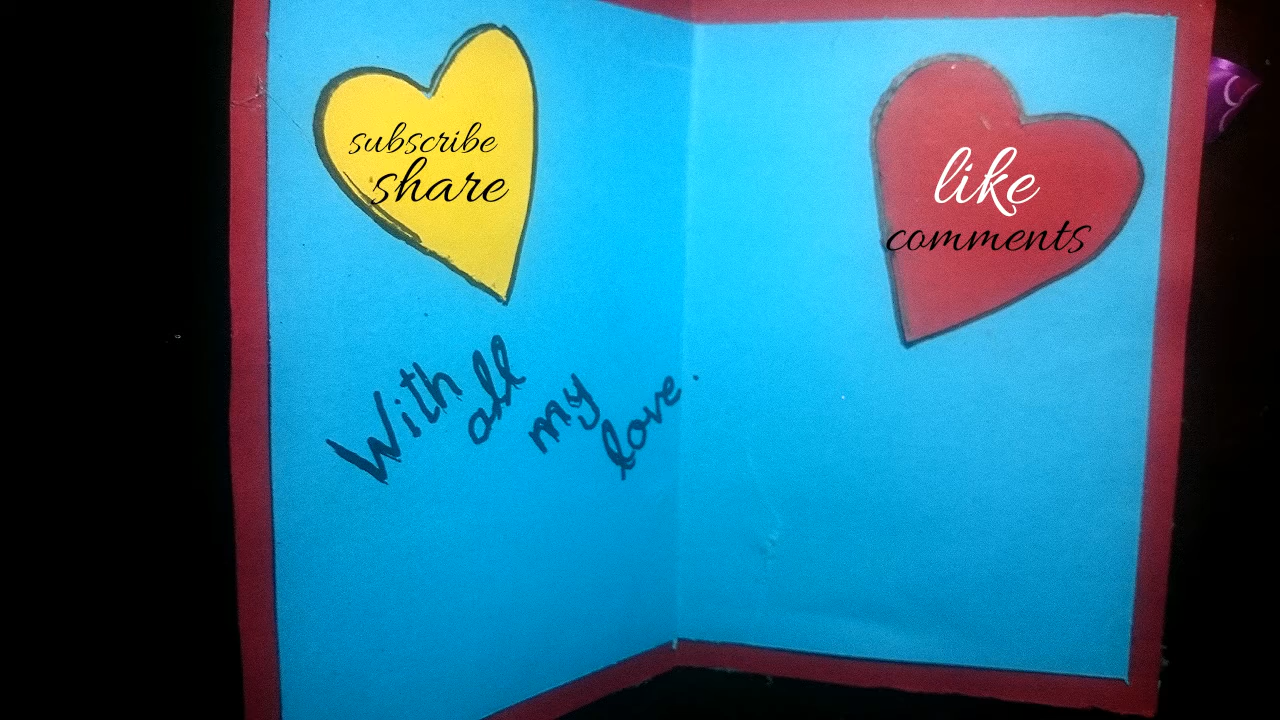 subscribe
share
like
comments
With all my love.